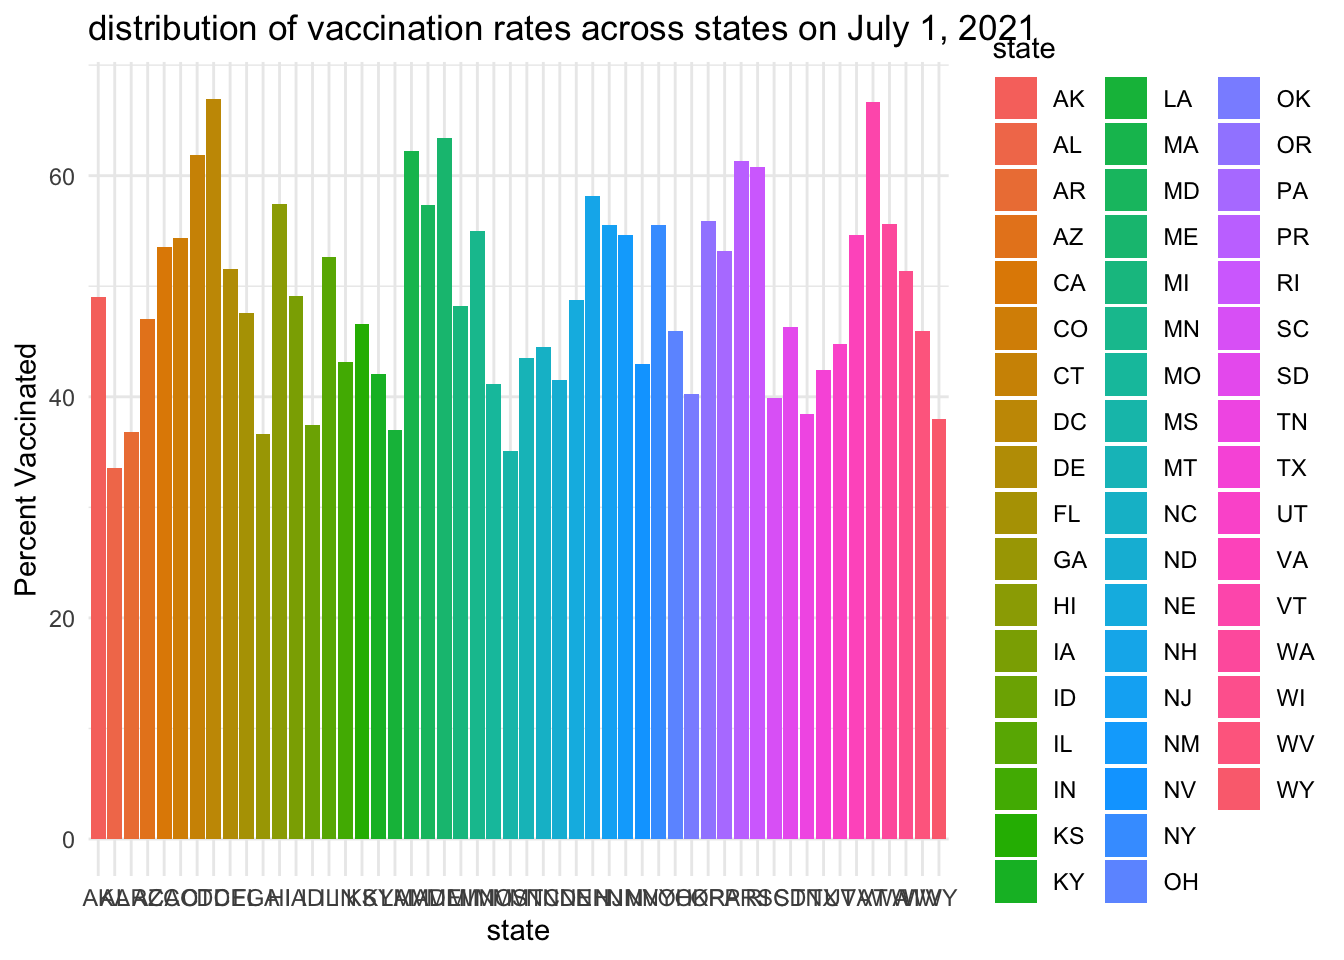 distribution of vaccination rates across states on July 1, 2021
state
AK LA OK
AL MA OR
AR MD PA
AZ ME PR
CA MI RI
CO MN SC
CT MO SD
DC MS TN
DE MT TX
FL NC UT
GA ND VA
HI NE VT
IA NH WA
ID NJ WI
IL NM WV
IN NV WY
KS NY
KY OH
Percent Vaccinated
60
40
20
0
state